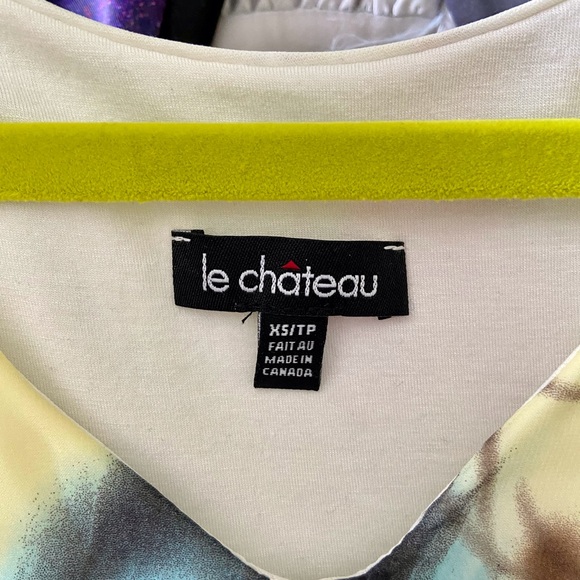 le château
XS/TP
FAIT AU
MADE IN
CANADA